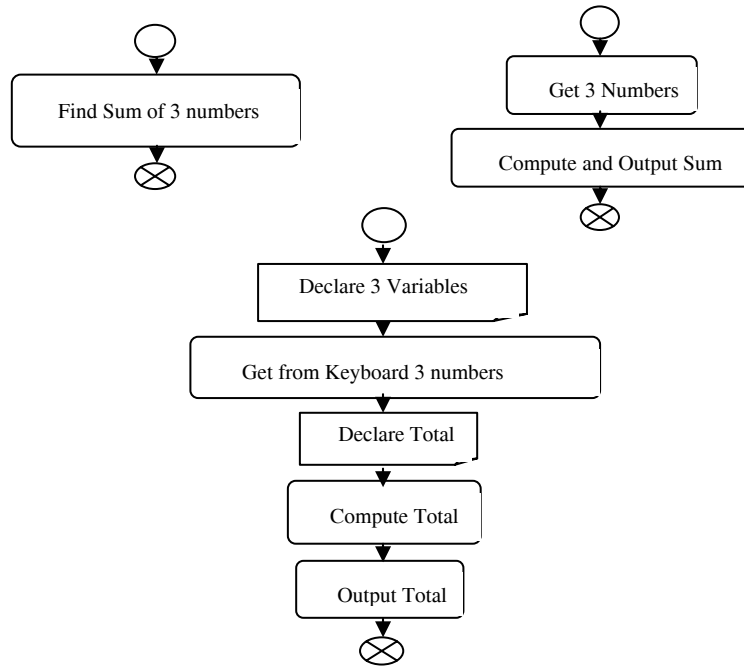 Find Sum of 3 numbers
Get 3 Numbers
Compute and Output Sum
Declare 3 Variables
Get from Keyboard 3 numbers
Declare Total
Compute Total
Output Total